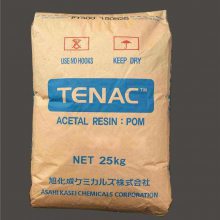 USE NO HOOKS
KEEP DRY
TENAC™
ACETAL RESIN : POM
NET 25kg
旭化成ケミカルズ株式会社
ASAHI KASEI CHEMICALS CORPORATION